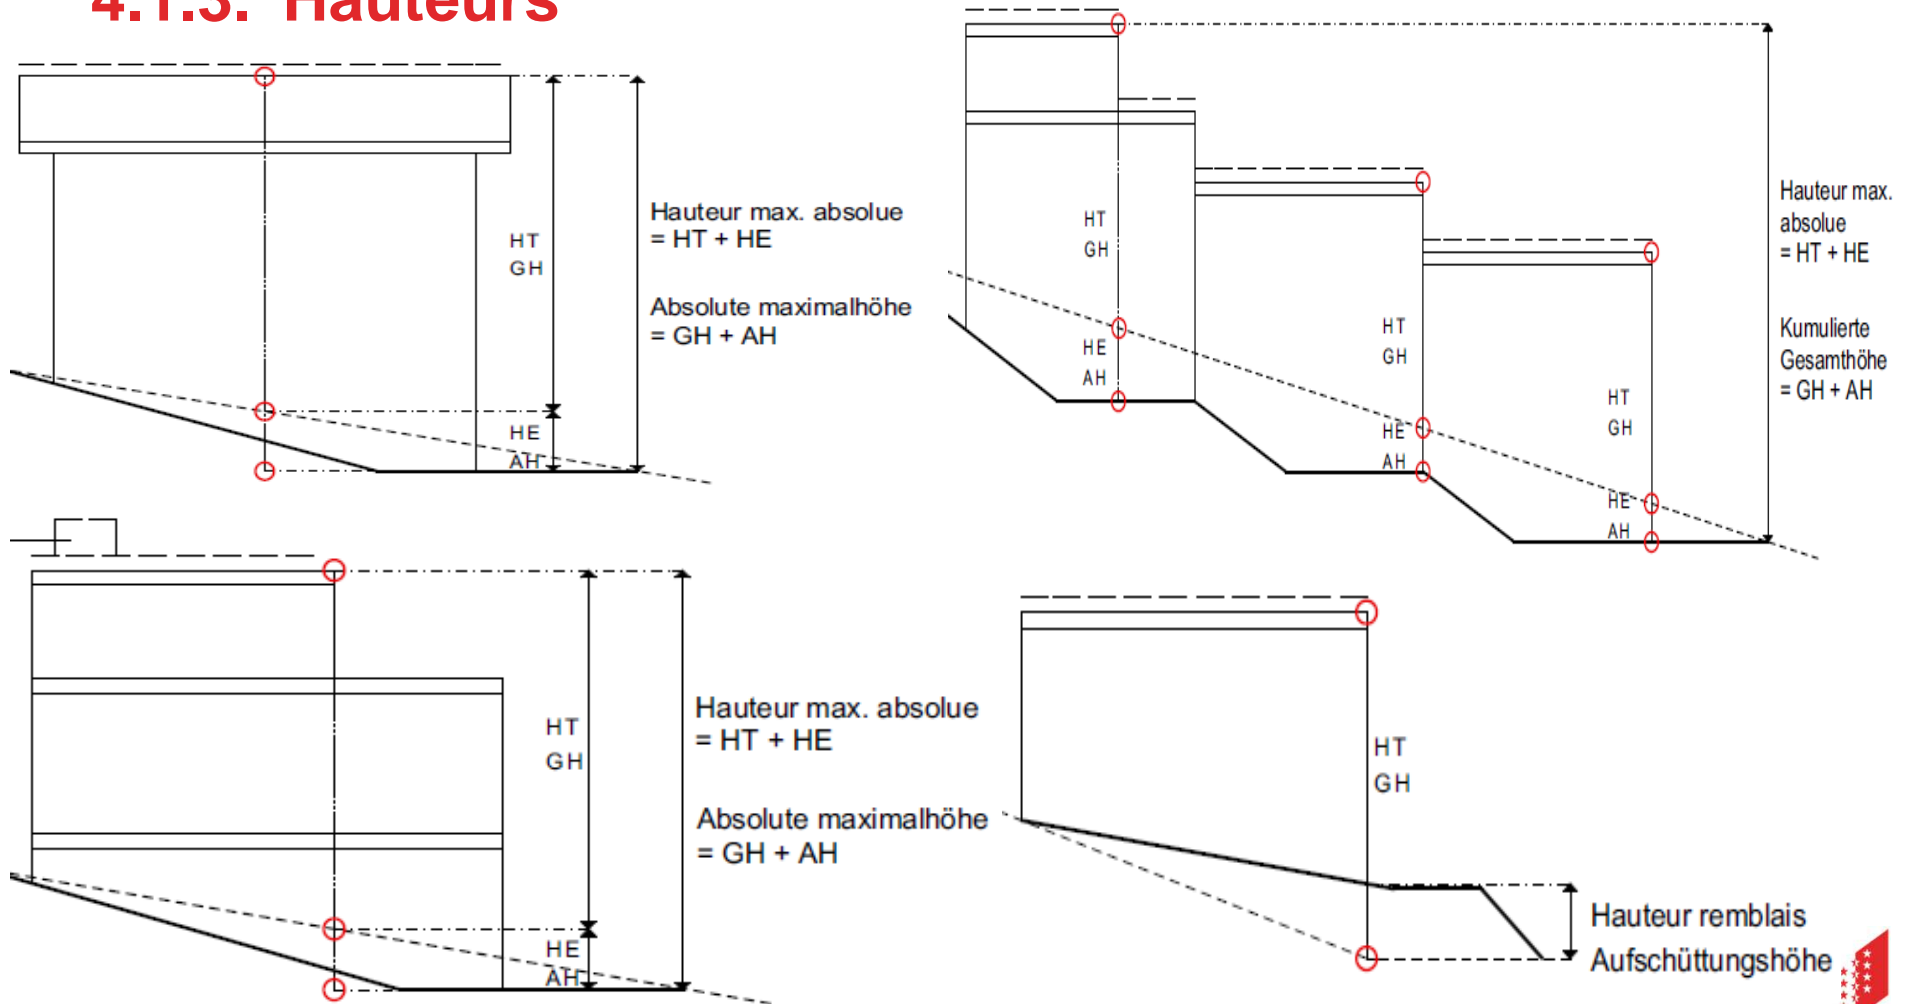 4.1.3. Hauteurs
HT
GH
HE
AH
Hauteur max. absolue
= HT + HE
Absolute maximalhöhe
= GH + AH
HT
GH
HE
AH
HT
GH
HE
AH
HT
GH
HE
AH
Hauteur max.
absolue
= HT + HE
Kumulierte
Gesamthöhe
= GH + AH
HT
GH
HE
AH
Hauteur max. absolue
= HT + HE
Absolute maximalhöhe
= GH + AH
HT
GH
Hauteur remblais
Aufschüttungshöhe